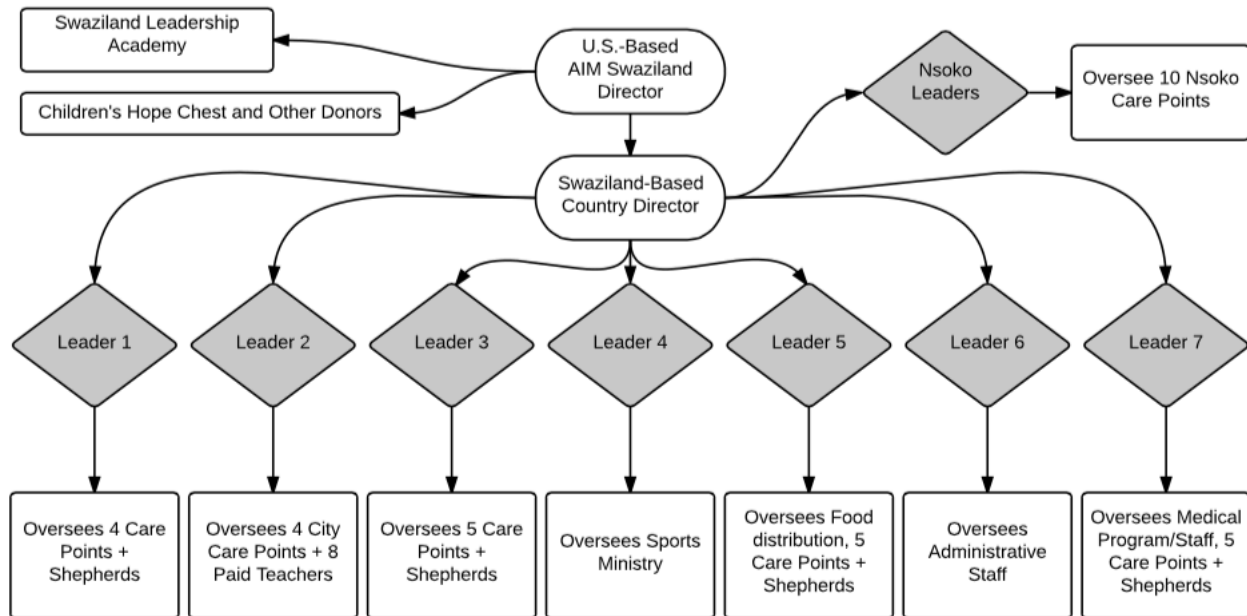 Swaziland Leadership
Academy
Children's Hope Chest and Other Donors
U.S.-Based
AIM Swaziland
Director
Nsoko
Leaders
Oversee 10 Nsoko
Care Points
Swaziland-Based
Country Director
Leader 1
Leader 2
Leader 3
Leader 4
Leader 5
Leader 6
Leader 7
Oversees 4 Care
Points +
Shepherds
Oversees 4 City
Care Points + 8
Paid Teachers
Oversees 5 Care
Points +
Shepherds
Oversees Sports
Ministry
Oversees Food
distribution, 5
Care Points +
Shepherds
Oversees
Administrative
Staff
Oversees Medical
Program/Staff, 5
Care Points +
Shepherds